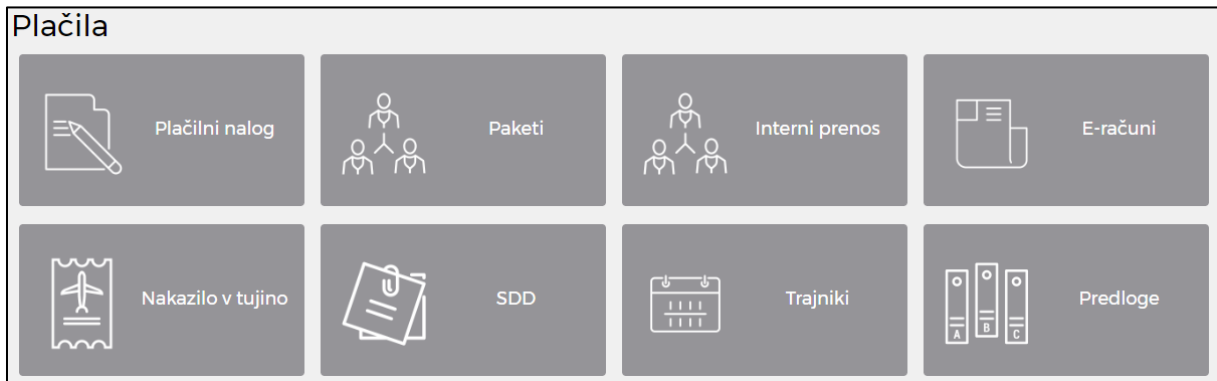 Plačila
Plačilni nalog
Paketi
Interni prenos
E-računi
Nakazilo v tujino
SDD
Trajniki
A
B
C
Predloge